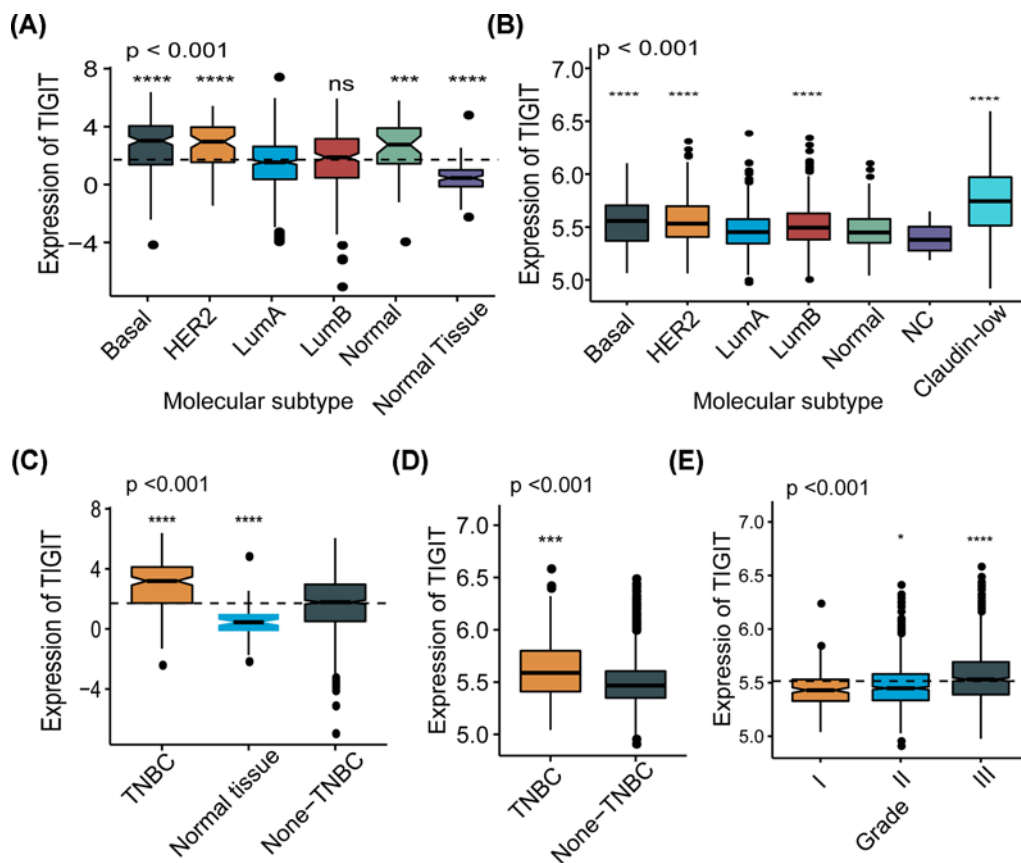 (A)
p < 0.001
Expression of TIGIT
8
4
0
−4
****
****
ns
***
****
Basal
HER2
LumA
LumB
Normal
Normal Tissue
Molecular subtype
(B)
p < 0.001
Expression of TIGIT
7.0
6.5
6.0
5.5
5.0
****
****
****
****
Basal
HER2
LumA
LumB
Normal
NC
Claudin-low
Molecular subtype
(C)
p <0.001
Expression of TIGIT
8
4
0
−4
****
****
TNBC
Normal tissue
None−TNBC
(D)
p <0.001
Expression of TIGIT
7.0
6.5
6.0
5.5
5.0
***
TNBC
None−TNBC
(E)
p <0.001
Expressio of TIGIT
7.0
6.5
6.0
5.5
5.0
*
****
I
II
III
Grade